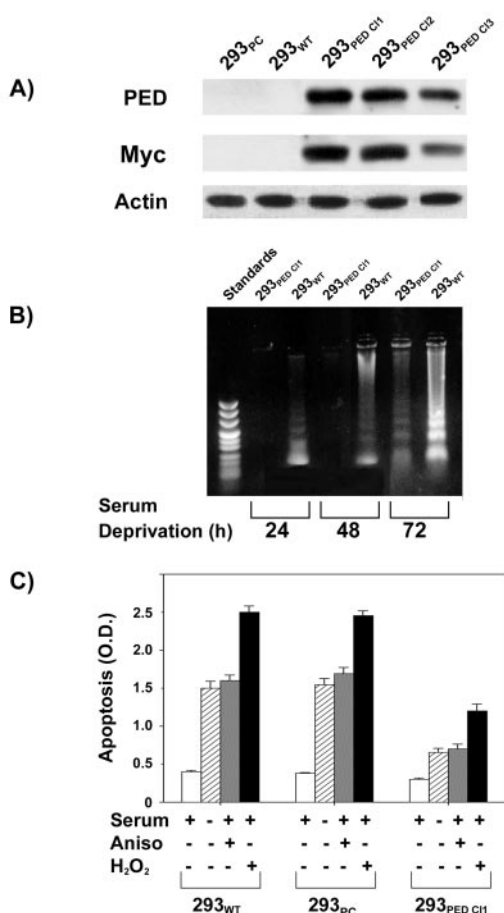 A)
293PC 293WT 293PED Cl1 293PED Cl2 293PED Cl3
PED
Myc
Actin
B)
Standards 293PED Cl1 293WT 293PED Cl1 293WT 293PED Cl1 293WT
Serum
Deprivation (h) 24 48 72
C)
Apoptosis (O.D.)
2.5
2.0
1.5
1.0
0.5
0
Serum + - + + + - + + + - + +
Aniso - - + - - - + - - - + -
H₂O₂ - - - + - - - + - - - +
293WT 293PC 293PED Cl1